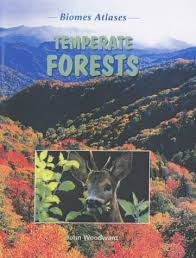 Biomes Atlases
TEMPERATE
FORESTS
John Woodward